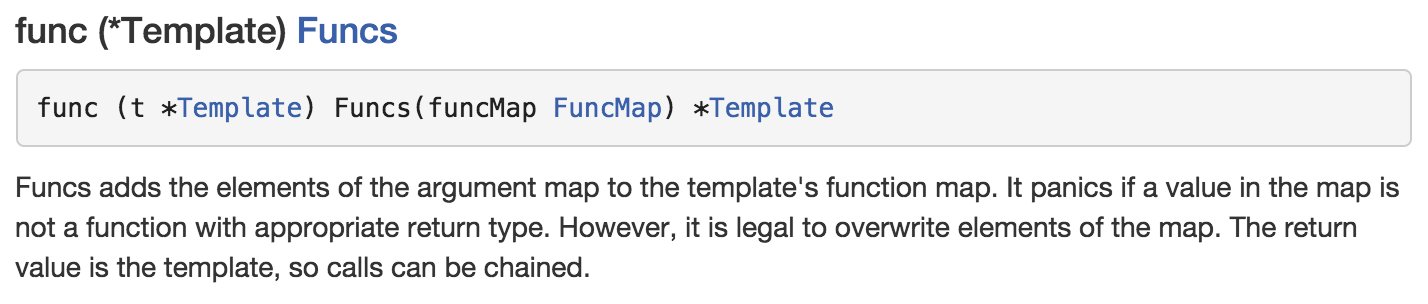 func (*Template) Funcs
func (t *Template) Funcs(funcMap FuncMap) *Template
Funcs adds the elements of the argument map to the template's function map. It panics if a value in the map is
not a function with appropriate return type. However, it is legal to overwrite elements of the map. The return
value is the template, so calls can be chained.